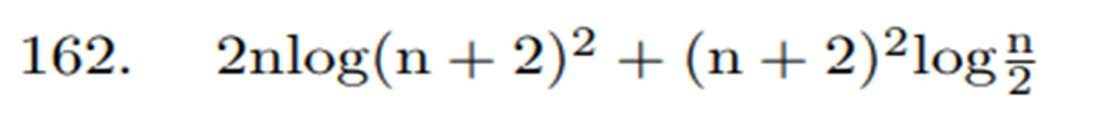 162. 2nlog(n + 2)² + (n + 2)²log n/2